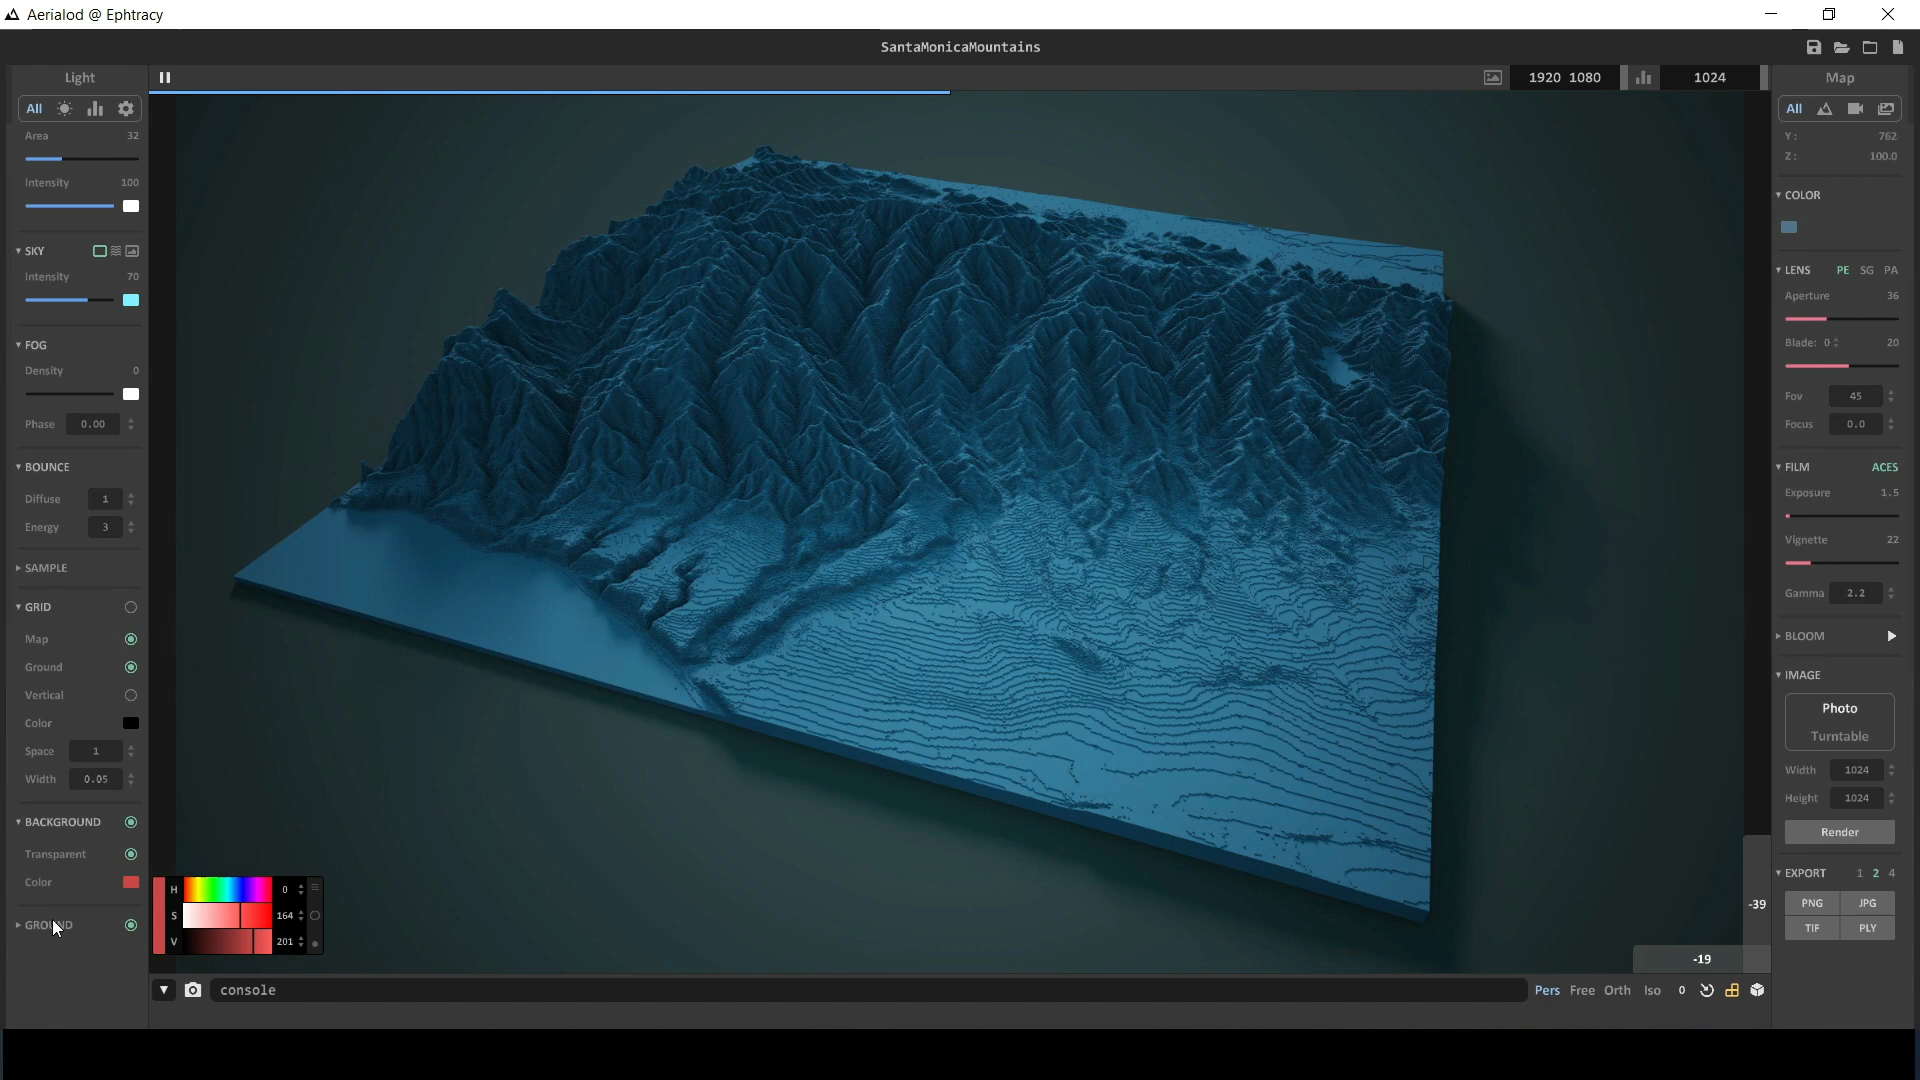 Aerialod @ Ephtracy
SantaMonicaMountains
Light
1920 1080
1024
Map
All
All
Area 32
Intensity 100
SKY
Intensity 70
FOG
Density 0
Phase 0.00
BOUNCE
Diffuse 1
Energy 3
SAMPLE
GRID
Map
Ground
Vertical
Color
Space 1
Width 0.05
BACKGROUND
Transparent
Color
GROUND
H 0
S 164
V 201
Y: 762
Z: 100.0
COLOR
LENS PE SG PA
Aperture 36
Blade: 0 20
Fov 45
Focus 0.0
FILM ACES
Exposure 1.5
Vignette 22
Gamma 2.2
BLOOM
IMAGE
Photo
Turntable
Width 1024
Height 1024
Render
EXPORT 1 2 4
PNG JPG
TIF PLY
-39
-19
console
Pers Free Orth Iso 0